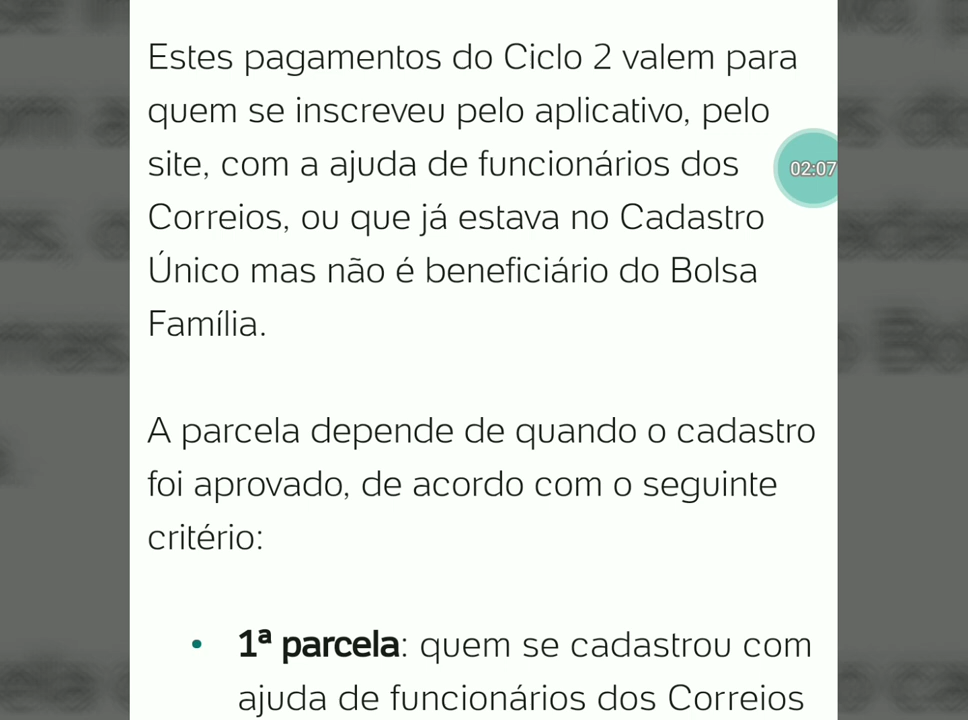 Estes pagamentos do Ciclo 2 valem para
quem se inscreveu pelo aplicativo, pelo
site, com a ajuda de funcionários dos
02:07
Correios, ou que já estava no Cadastro
Único mas não é beneficiário do Bolsa
Família.
A parcela depende de quando o cadastro
foi aprovado, de acordo com o seguinte
critério:
• 1ª parcela: quem se cadastrou com
ajuda de funcionários dos Correios